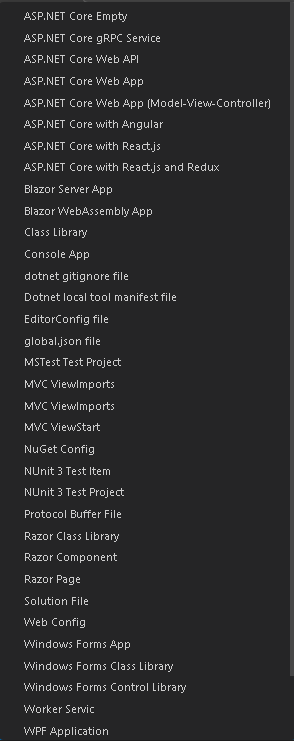 ASP.NET Core Empty
ASP.NET Core gRPC Service
ASP.NET Core Web API
ASP.NET Core Web App
ASP.NET Core Web App (Model-View-Controller)
ASP.NET Core with Angular
ASP.NET Core with React.js
ASP.NET Core with React.js and Redux
Blazor Server App
Blazor WebAssembly App
Class Library
Console App
dotnet gitignore file
Dotnet local tool manifest file
EditorConfig file
global.json file
MSTest Test Project
MVC ViewImports
MVC ViewImports
MVC ViewStart
NuGet Config
NUnit 3 Test Item
NUnit 3 Test Project
Protocol Buffer File
Razor Class Library
Razor Component
Razor Page
Solution File
Web Config
Windows Forms App
Windows Forms Class Library
Windows Forms Control Library
Worker Servic
WPF Application